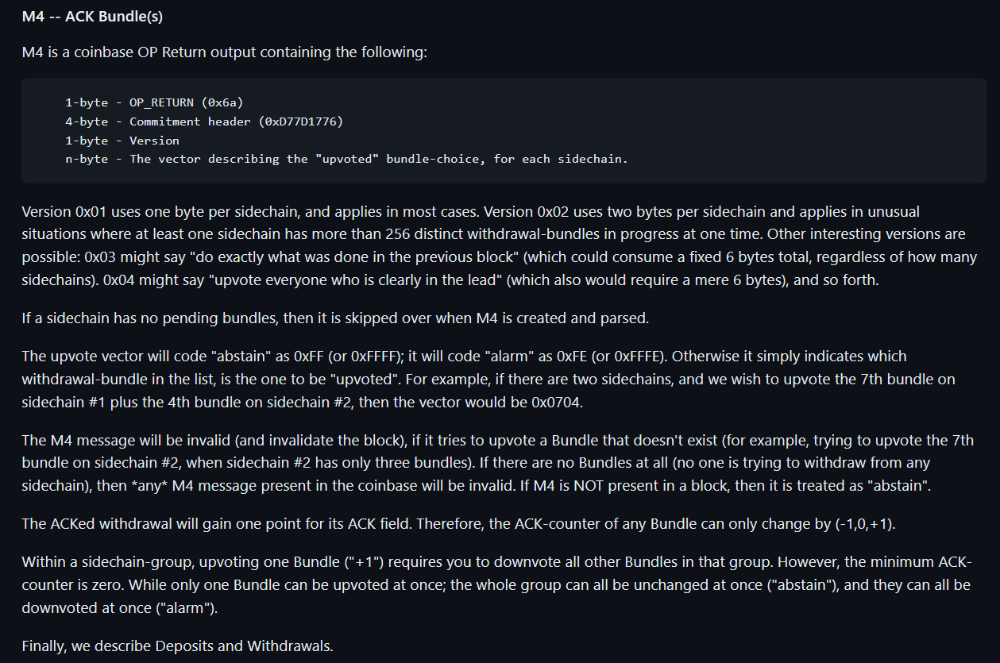 M4 -- ACK Bundle(s)
M4 is a coinbase OP Return output containing the following:
1-byte - OP_RETURN (0x6a)
4-byte - Commitment header (0xD77D1776)
1-byte - Version
n-byte - The vector describing the "upvoted" bundle-choice, for each sidechain.
Version 0x01 uses one byte per sidechain, and applies in most cases. Version 0x02 uses two bytes per sidechain and applies in unusual
situations where at least one sidechain has more than 256 distinct withdrawal-bundles in progress at one time. Other interesting versions are
possible: 0x03 might say "do exactly what was done in the previous block" (which could consume a fixed 6 bytes total, regardless of how many
sidechains). 0x04 might say "upvote everyone who is clearly in the lead" (which also would require a mere 6 bytes), and so forth.
If a sidechain has no pending bundles, then it is skipped over when M4 is created and parsed.
The upvote vector will code "abstain" as 0xFF (or 0xFFFF); it will code "alarm" as 0xFE (or 0xFFFE). Otherwise it simply indicates which
withdrawal-bundle in the list, is the one to be "upvoted". For example, if there are two sidechains, and we wish to upvote the 7th bundle on
sidechain #1 plus the 4th bundle on sidechain #2, then the vector would be 0x0704.
The M4 message will be invalid (and invalidate the block), if it tries to upvote a Bundle that doesn't exist (for example, trying to upvote the 7th
bundle on sidechain #2, when sidechain #2 has only three bundles). If there are no Bundles at all (no one is trying to withdraw from any
sidechain), then *any* M4 message present in the coinbase will be invalid. If M4 is NOT present in a block, then it is treated as "abstain".
The ACKed withdrawal will gain one point for its ACK field. Therefore, the ACK-counter of any Bundle can only change by (-1,0,+1).
Within a sidechain-group, upvoting one Bundle ("+1") requires you to downvote all other Bundles in that group. However, the minimum ACK-
counter is zero. While only one Bundle can be upvoted at once; the whole group can all be unchanged at once ("abstain"), and they can all be
downvoted at once ("alarm").
Finally, we describe Deposits and Withdrawals.